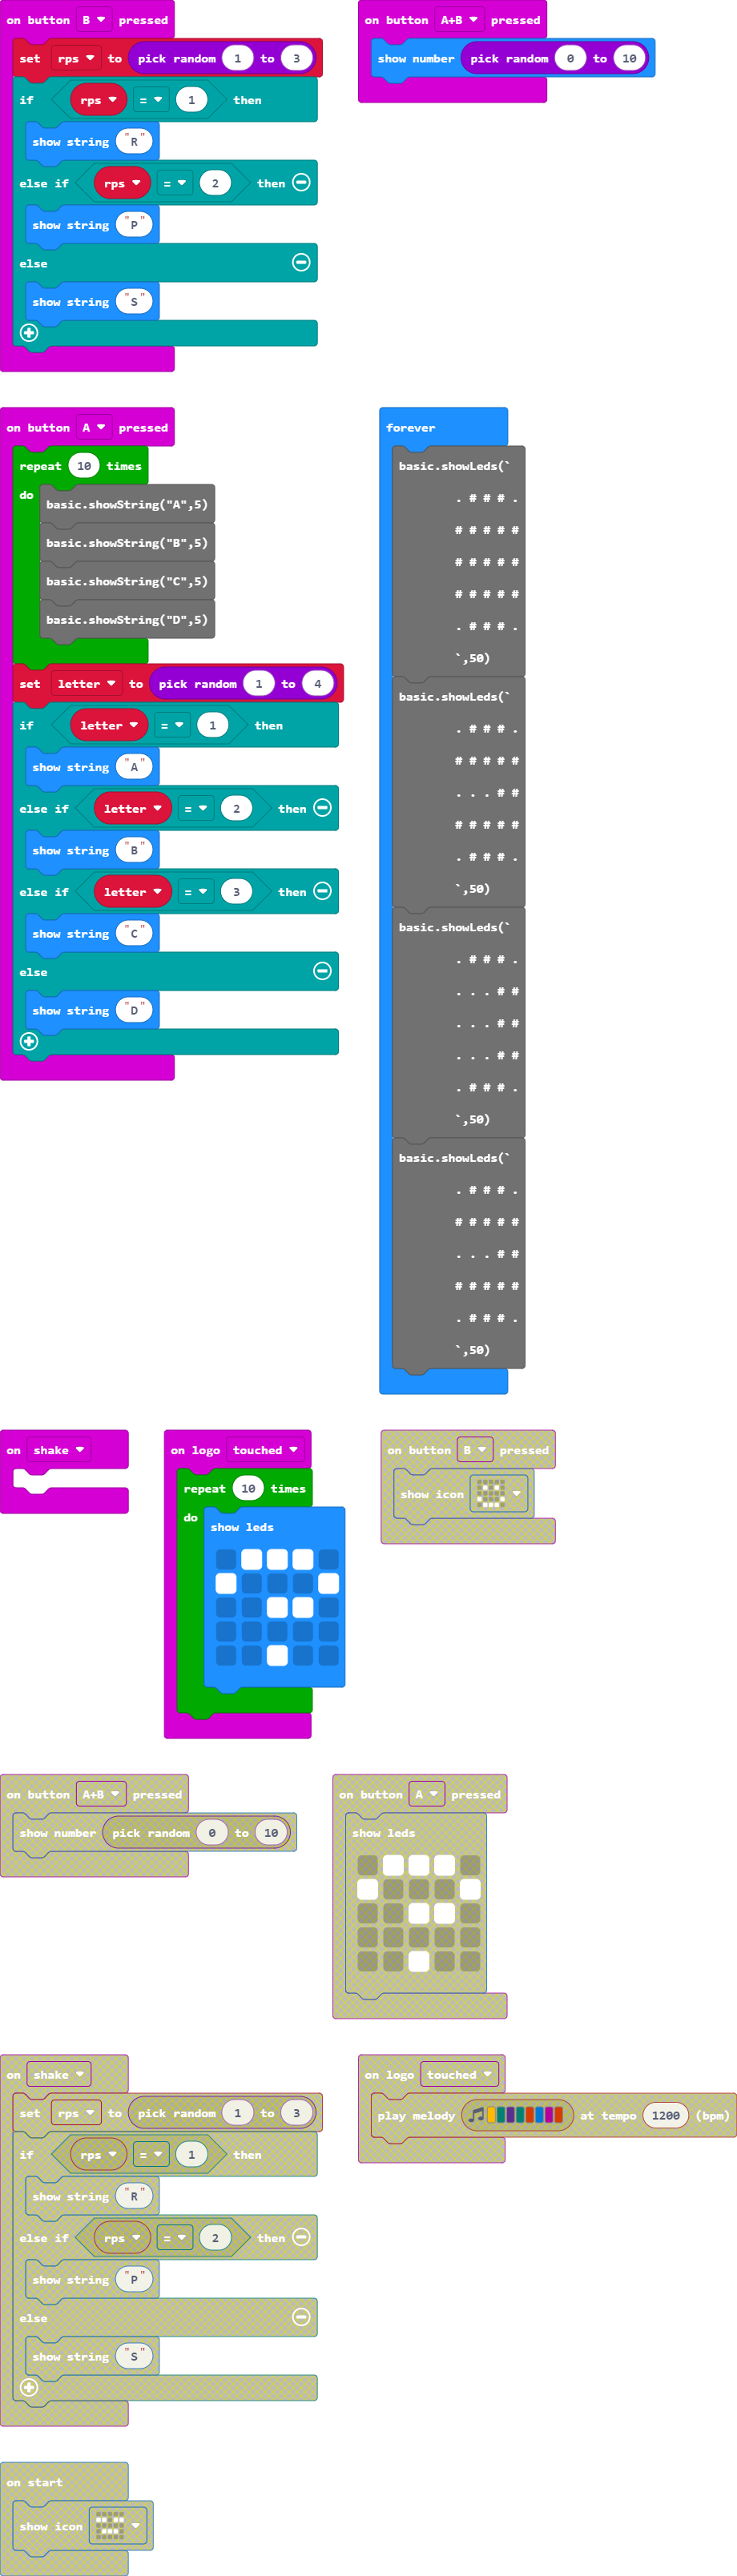 on button B pressed
set rps to pick random 1 to 3
if rps = 1 then
show string "R"
else if rps = 2 then
show string "P"
else
show string "S"
on button A+B pressed
show number pick random 0 to 10
on button A pressed
repeat 10 times
do
basic.showString("A",5)
basic.showString("B",5)
basic.showString("C",5)
basic.showString("D",5)
set letter to pick random 1 to 4
if letter = 1 then
show string "A"
else if letter = 2 then
show string "B"
else if letter = 3 then
show string "C"
else
show string "D"
forever
basic.showLeds(`
. # # # .
# # # # #
# # # # #
# # # # #
. # # # .
`,50)
basic.showLeds(`
. # # # .
# # # # #
. . . # #
# # # # #
. # # # .
`,50)
basic.showLeds(`
. # # # .
. . . # #
. . . # #
. . . # #
. # # # .
`,50)
basic.showLeds(`
. # # # .
# # # # #
. . . # #
# # # # #
. # # # .
`,50)
on shake
on logo touched
repeat 10 times
do
show leds
on button B pressed
show icon
on button A+B pressed
show number pick random 0 to 10
on button A pressed
show leds
on shake
set rps to pick random 1 to 3
if rps = 1 then
show string "R"
else if rps = 2 then
show string "P"
else
show string "S"
on logo touched
play melody at tempo 1200 (bpm)
on start
show icon